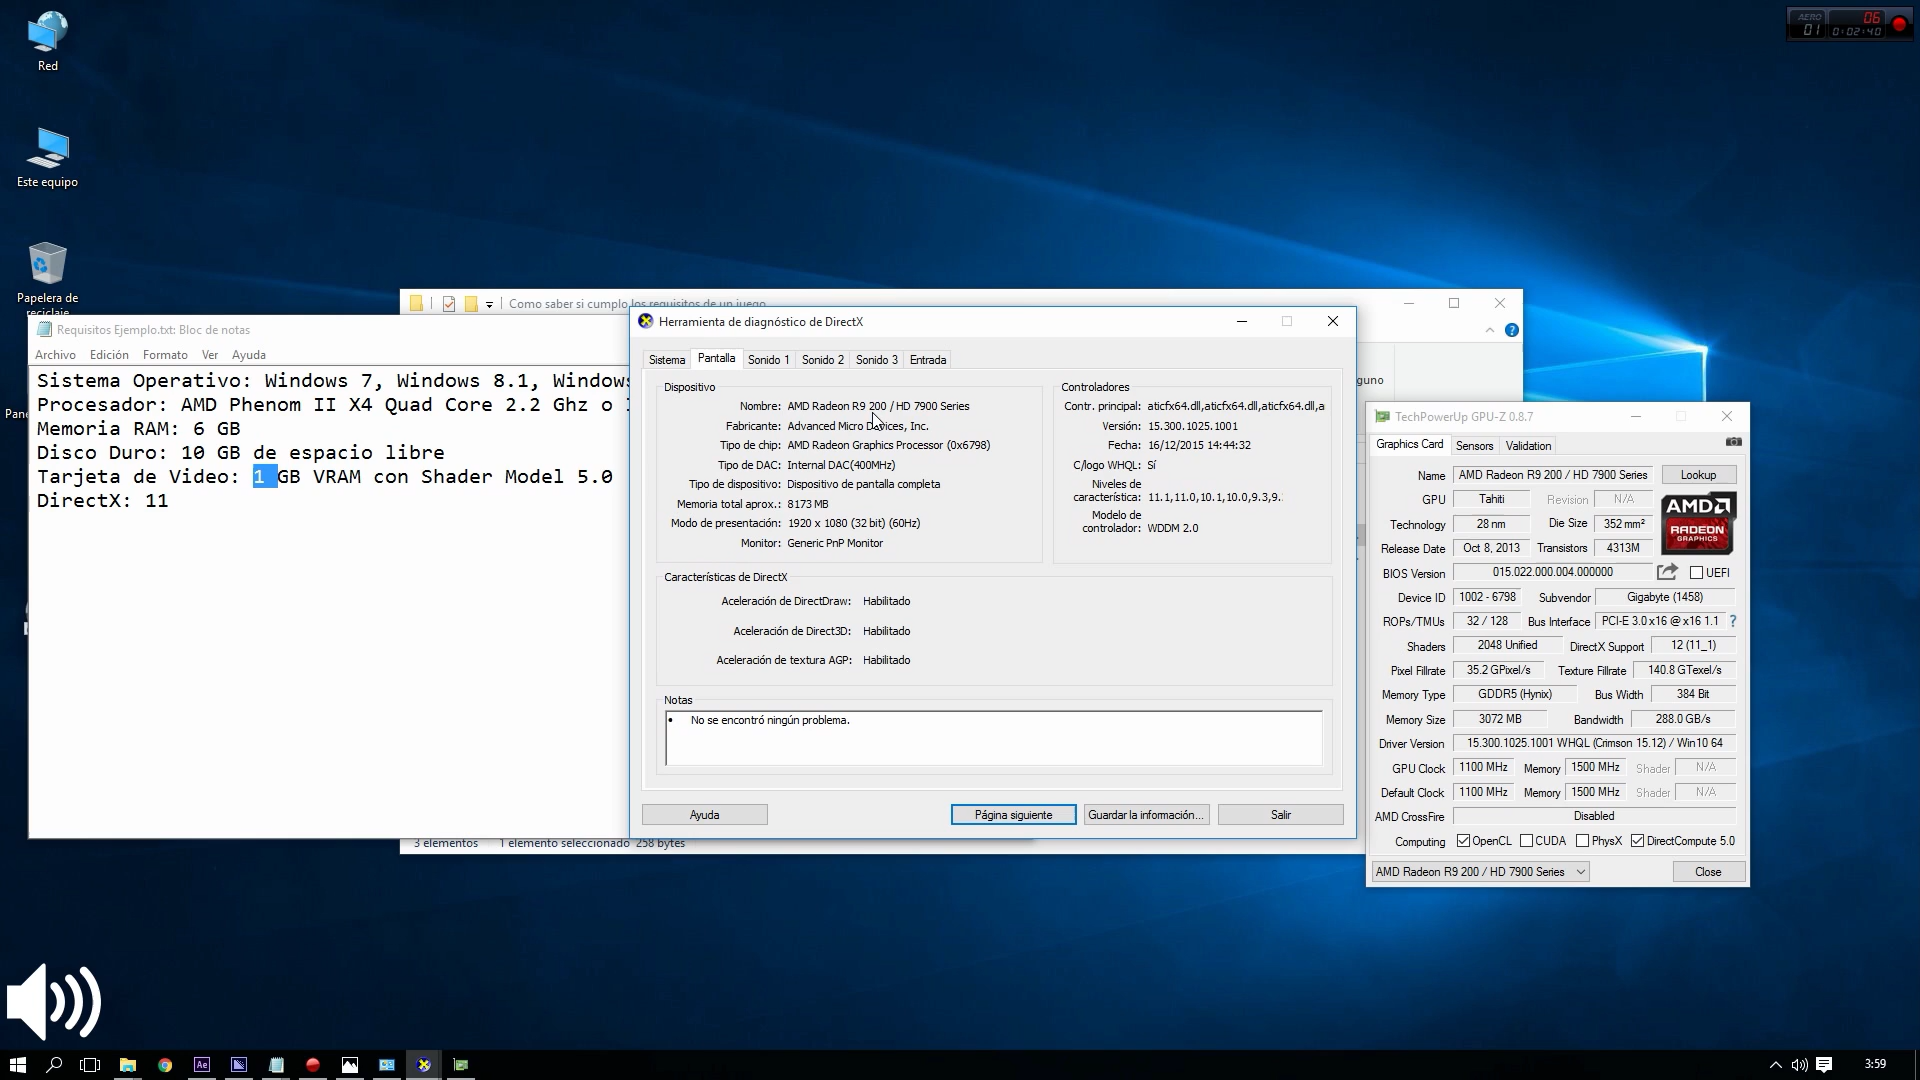 Red
Este equipo
Papelera de
reciclaje
AERO
01
06
0:02:40
Como saber si cumplo los requisitos de un juego
Requisitos Ejemplo.txt: Bloc de notas
Archivo Edición Formato Ver Ayuda
Sistema Operativo: Windows 7, Windows 8.1, Windows
Procesador: AMD Phenom II X4 Quad Core 2.2 Ghz o
Memoria RAM: 6 GB
Disco Duro: 10 GB de espacio libre
Tarjeta de Video: 1 GB VRAM con Shader Model 5.0
DirectX: 11
3 elementos 1 elemento seleccionado 258 bytes
Herramienta de diagnóstico de DirectX
Sistema Pantalla Sonido 1 Sonido 2 Sonido 3 Entrada
Dispositivo
Nombre: AMD Radeon R9 200 / HD 7900 Series
Fabricante: Advanced Micro Devices, Inc.
Tipo de chip: AMD Radeon Graphics Processor (0x6798)
Tipo de DAC: Internal DAC(400MHz)
Tipo de dispositivo: Dispositivo de pantalla completa
Memoria total aprox.: 8173 MB
Modo de presentación: 1920 x 1080 (32 bit) (60Hz)
Monitor: Generic PnP Monitor
Controladores
Contr. principal: aticfx64.dll,aticfx64.dll,aticfx64.dll,a
Versión: 15.300.1025.1001
Fecha: 16/12/2015 14:44:32
C/logo WHQL: Sí
Niveles de
característica: 11.1,11.0,10.1,10.0,9.3,9.
Modelo de
controlador: WDDM 2.0
Características de DirectX
Aceleración de DirectDraw: Habilitado
Aceleración de Direct3D: Habilitado
Aceleración de textura AGP: Habilitado
Notas
• No se encontró ningún problema.
Ayuda Página siguiente Guardar la información... Salir
guno
TechPowerUp GPU-Z 0.8.7
Graphics Card Sensors Validation
Name AMD Radeon R9 200 / HD 7900 Series Lookup
GPU Tahiti Revision N/A
AMD
RADEON
GRAPHICS
Technology 28 nm Die Size 352 mm²
Release Date Oct 8, 2013 Transistors 4313M
BIOS Version 015.022.000.004.000000 UEFI
Device ID 1002 - 6798 Subvendor Gigabyte (1458)
ROPs/TMUs 32 / 128 Bus Interface PCI-E 3.0 x16 @ x16 1.1 ?
Shaders 2048 Unified DirectX Support 12 (11_1)
Pixel Fillrate 35.2 GPixel/s Texture Fillrate 140.8 GTexel/s
Memory Type GDDR5 (Hynix) Bus Width 384 Bit
Memory Size 3072 MB Bandwidth 288.0 GB/s
Driver Version 15.300.1025.1001 WHQL (Crimson 15.12) / Win10 64
GPU Clock 1100 MHz Memory 1500 MHz Shader N/A
Default Clock 1100 MHz Memory 1500 MHz Shader N/A
AMD CrossFire Disabled
Computing OpenCL CUDA PhysX DirectCompute 5.0
AMD Radeon R9 200 / HD 7900 Series Close
Ae
3:59